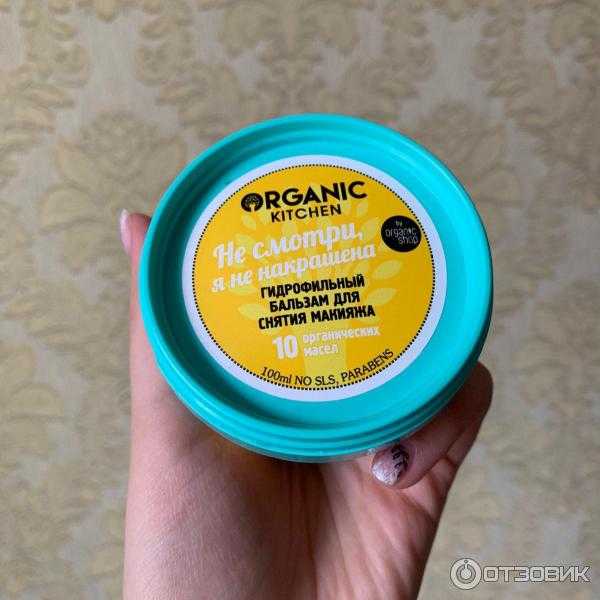 ORGANIC
KITCHEN
by
organic
shop
Не смотри,
я не накрашена
ГИДРОФИЛЬНЫЙ
БАЛЬЗАМ ДЛЯ
СНЯТИЯ МАКИЯЖА
10 органических
масел
100ml NO SLS, PARABENS
ОТЗОВИК